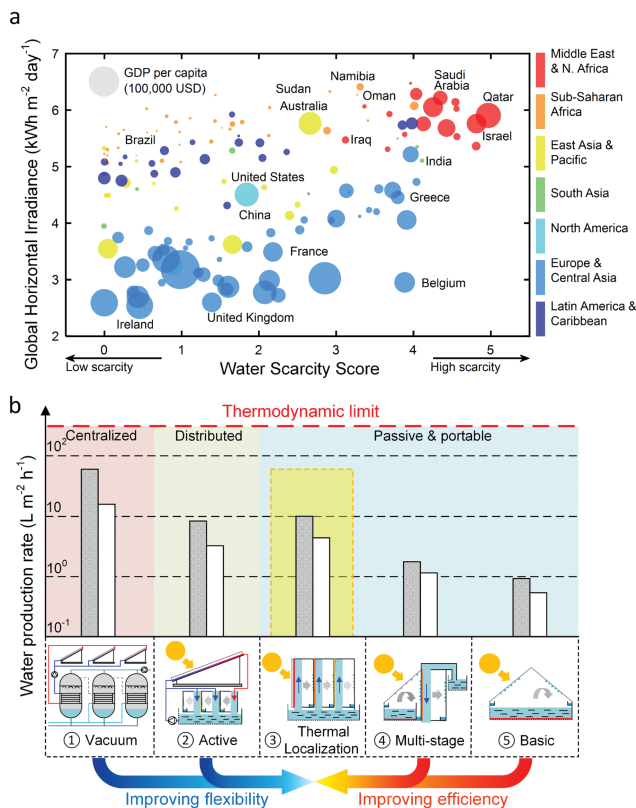 a
Global Horizontal Irradiance (kWh m⁻² day⁻¹)
7
6
5
4
3
2
GDP per capita
(100,000 USD)
Namibia
Sudan
Oman
Saudi
Arabia
Australia
Qatar
Brazil
Iraq
Israel
India
United States
Greece
China
France
Belgium
Ireland
United Kingdom
0
1
2
3
4
5
Low scarcity
Water Scarcity Score
High scarcity
Middle East
& N. Africa
Sub-Saharan
Africa
East Asia &
Pacific
South Asia
North America
Europe &
Central Asia
Latin America &
Caribbean
b
Water production rate (L m⁻² h⁻¹)
Thermodynamic limit
Centralized
Distributed
Passive & portable
10²
10
10⁰
10⁻¹
① Vacuum
② Active
③ Thermal
Localization
④ Multi-stage
⑤ Basic
Improving flexibility
Improving efficiency